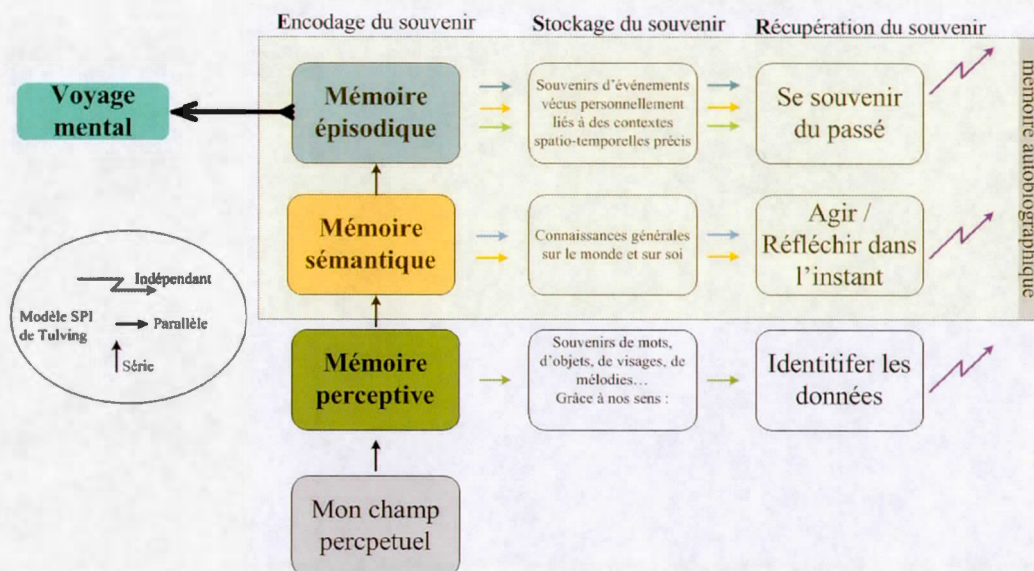 Encodage du souvenir
Stockage du souvenir
Récupération du souvenir
Voyage
mental
Mémoire
épisodique
Souvenirs d'événements
vécus personnellement
liés à des contextes
spatio-temporelles précis
Se souvenir
du passé
mémoire autobiographique
Mémoire
sémantique
Connaissances générales
sur le monde et sur soi
Agir /
Réfléchir dans
l'instant
Indépendant
Modèle SPI
de Tulving
Parallèle
Série
Mémoire
perceptive
Souvenirs de mots,
d'objets, de visages, de
mélodies…
Grâce à nos sens :
Identitifer les
données
Mon champ
percpetuel